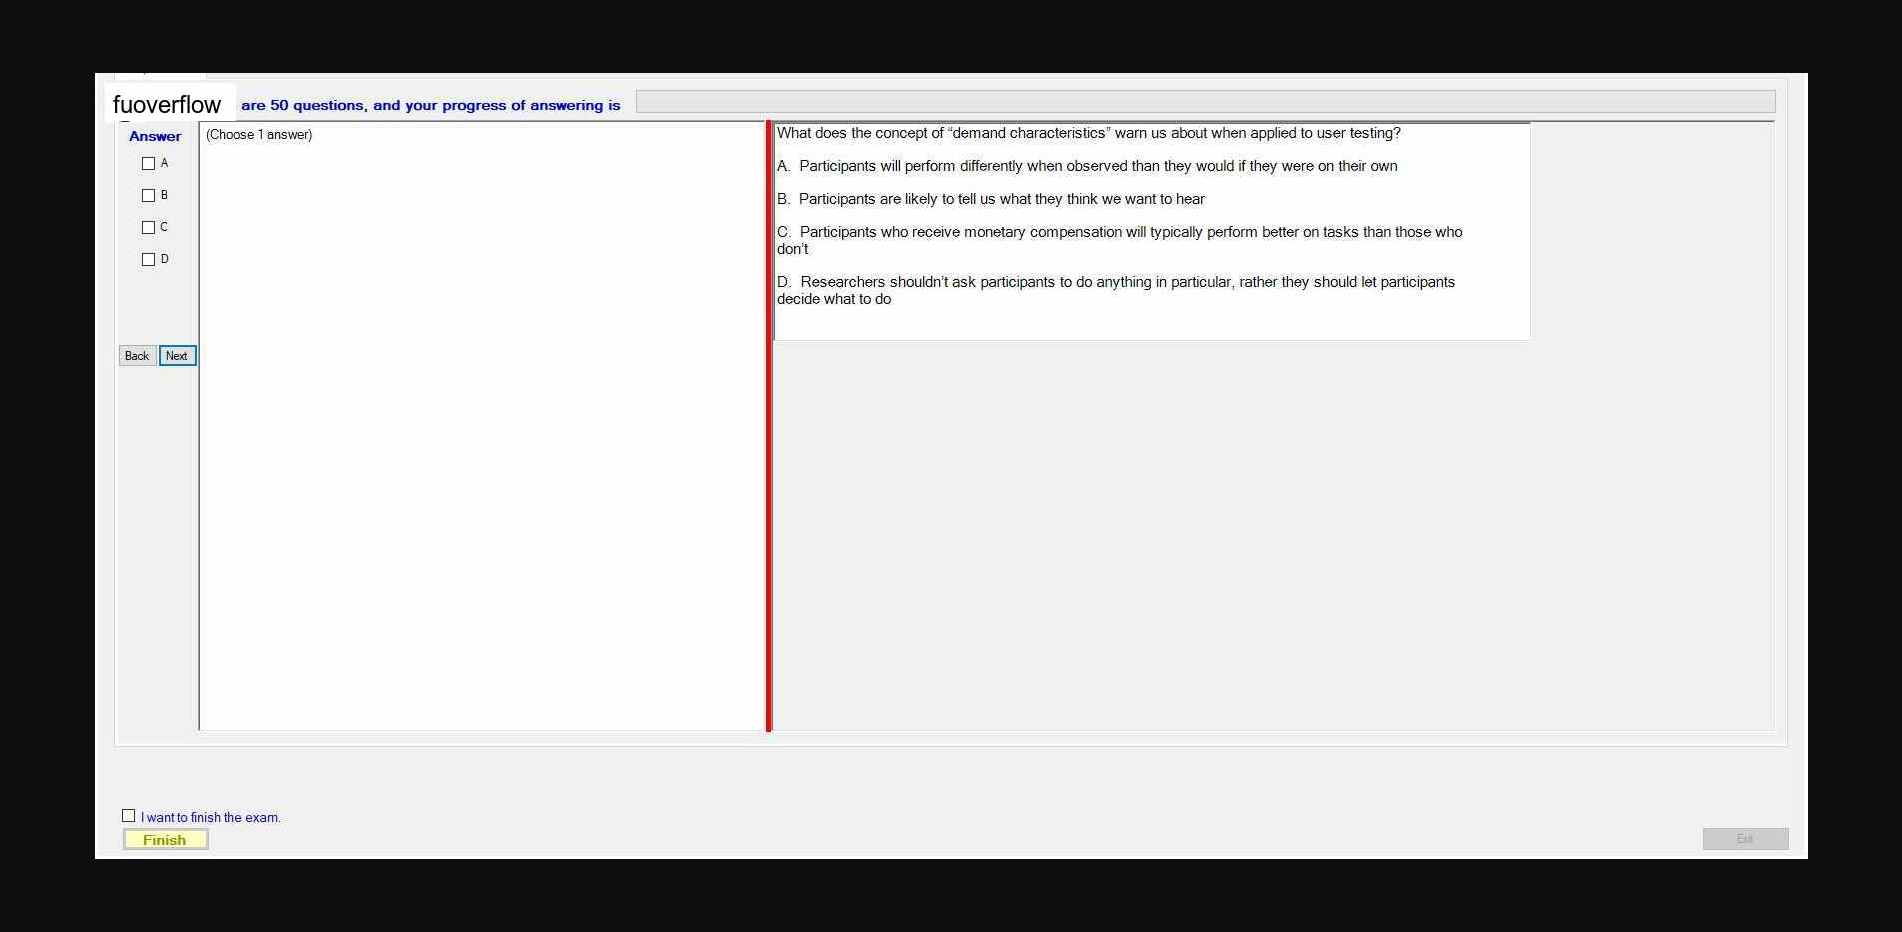 fuoverflow
are 50 questions, and your progress of answering is
Answer
(Choose 1 answer)
A
B
C
D
Back
Next
What does the concept of “demand characteristics” warn us about when applied to user testing?
A. Participants will perform differently when observed than they would if they were on their own
B. Participants are likely to tell us what they think we want to hear
C. Participants who receive monetary compensation will typically perform better on tasks than those who
don’t
D. Researchers shouldn’t ask participants to do anything in particular, rather they should let participants
decide what to do
I want to finish the exam.
Finish
Exit